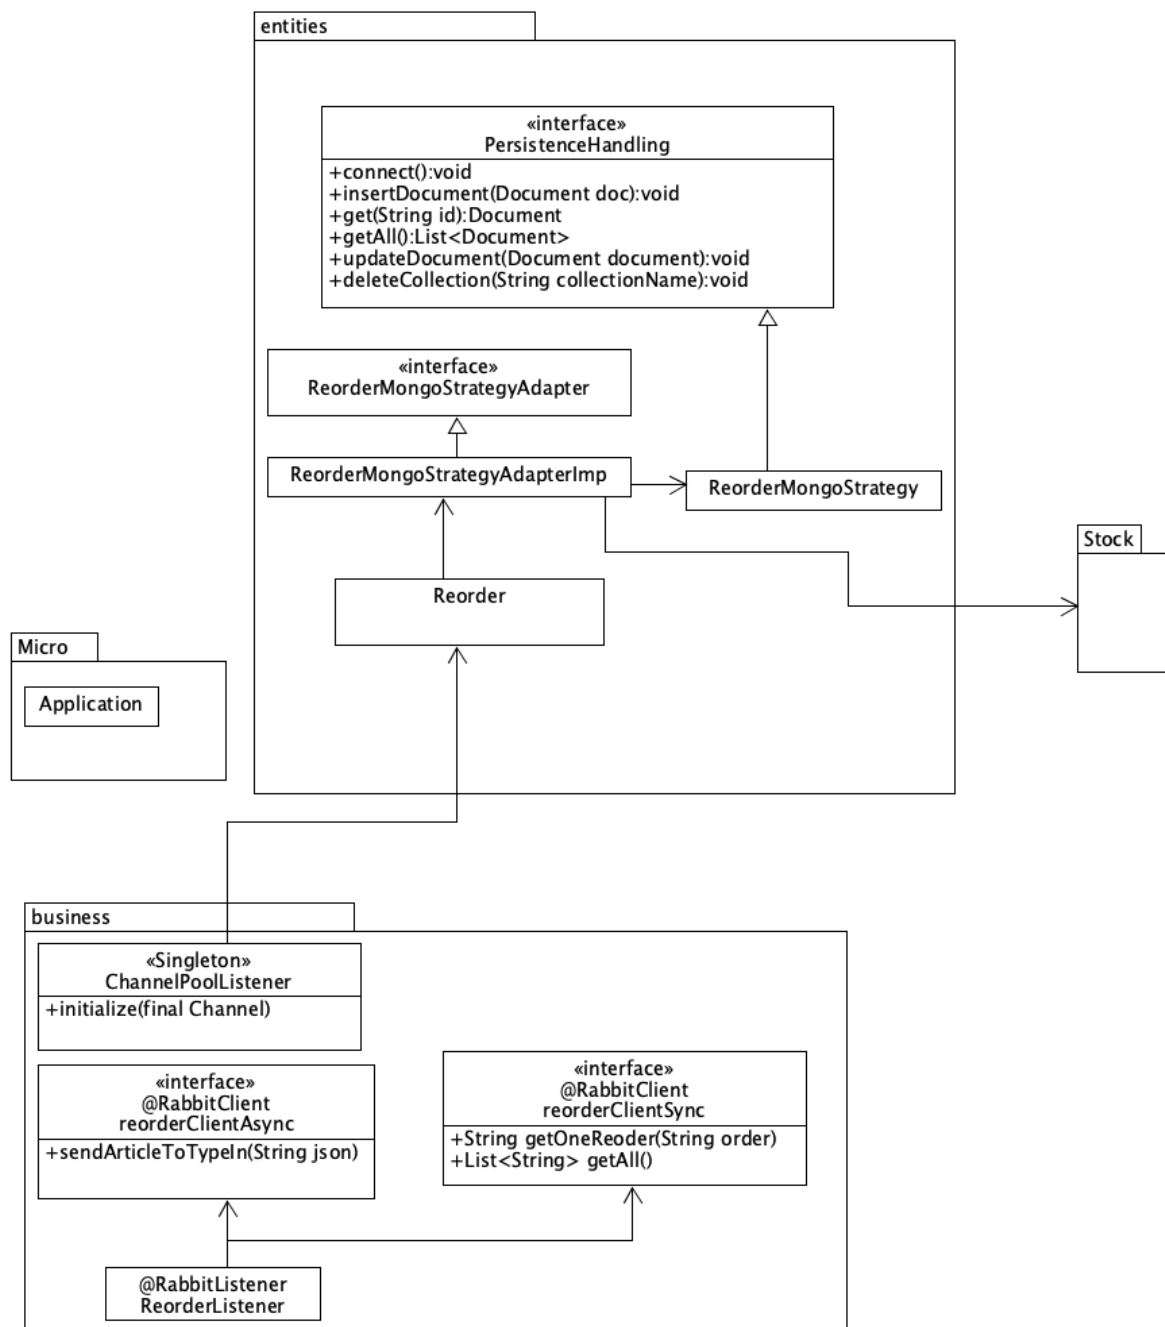 entities
«interface»
PersistenceHandling
+connect():void
+insertDocument(Document doc):void
+get(String id):Document
+getAll():List<Document>
+updateDocument(Document document):void
+deleteCollection(String collectionName):void
«interface»
ReorderMongoStrategyAdapter
ReorderMongoStrategyAdapterImp
ReorderMongoStrategy
Stock
Reorder
Micro
Application
business
«Singleton»
ChannelPoolListener
+initialize(final Channel)
«interface»
@RabbitClient
reorderClientAsync
+sendArticleToTypeIn(String json)
«interface»
@RabbitClient
reorderClientSync
+String getOneReoder(String order)
+List<String> getAll()
@RabbitListener
ReorderListener